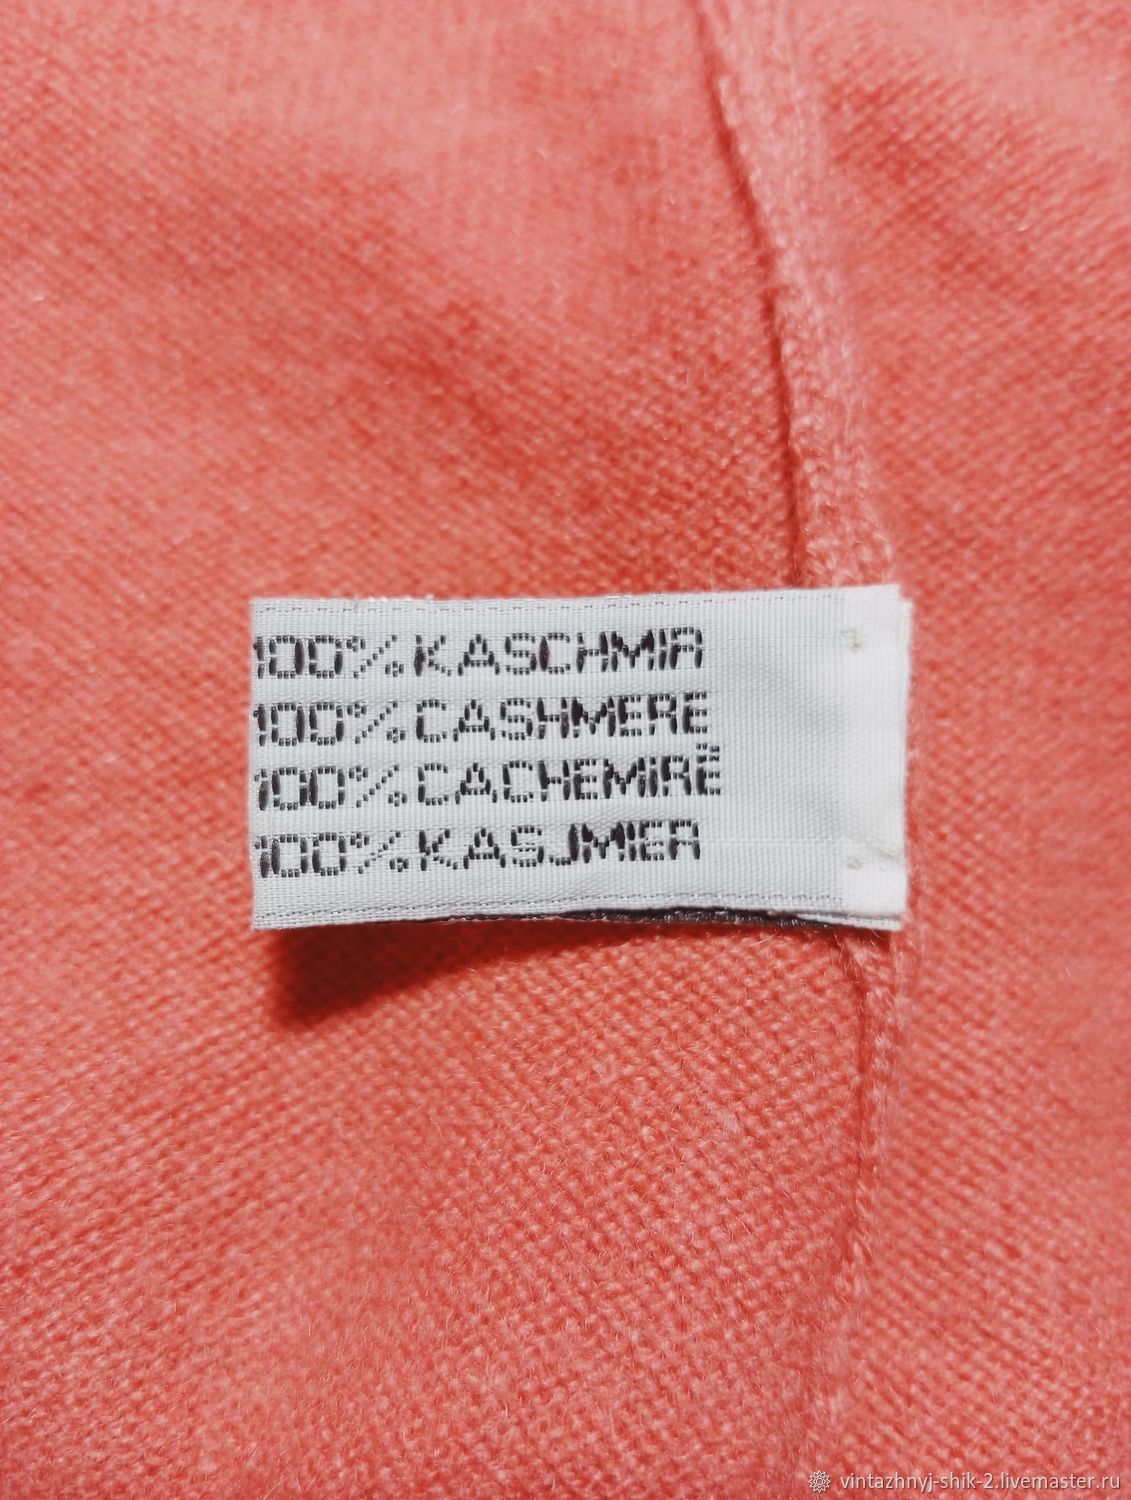 100% KASCHMIR
100% CASHMERE
100% CACHEMIRË
100% KASJMIER
vintazhnyj-shik-2.livemaster.ru